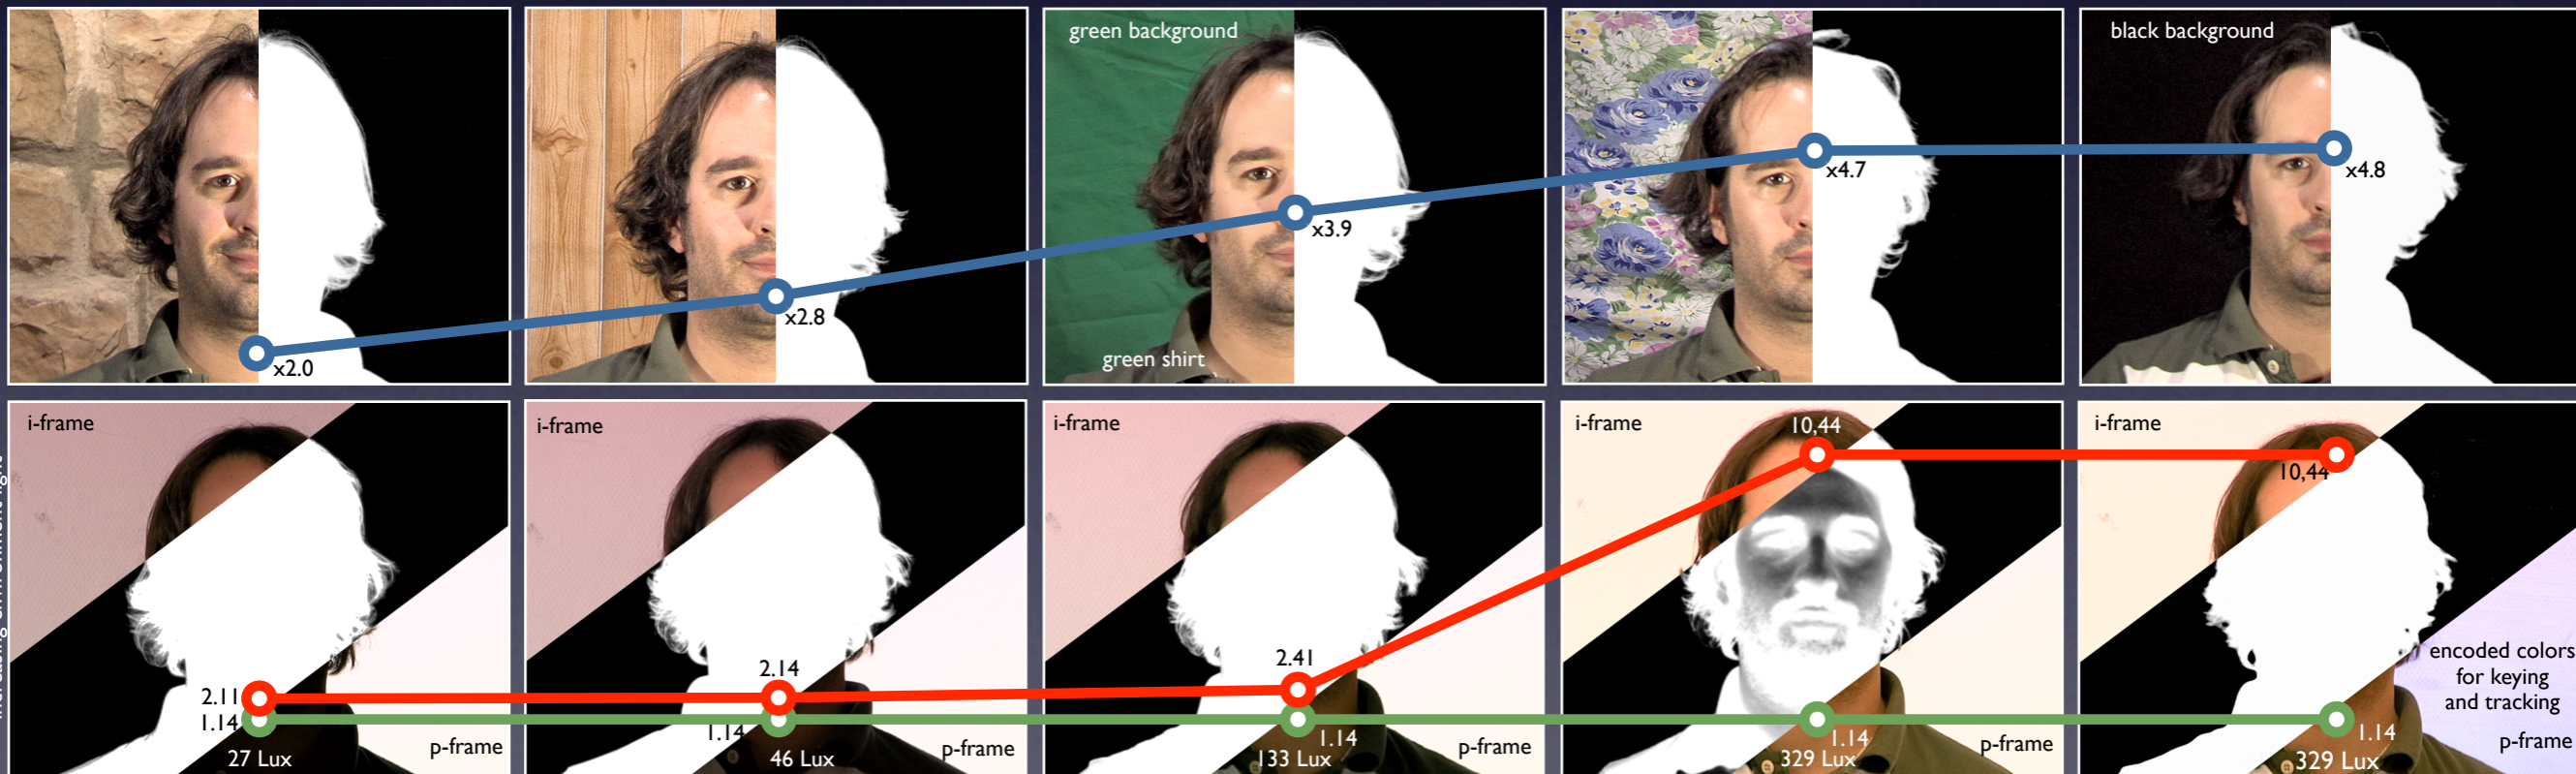 green background
black background
x4.7
x4.8
x3.9
x2.8
green shirt
x2.0
i-frame
i-frame
i-frame
i-frame
10,44
i-frame
10,44
2.11
1.14
27 Lux
p-frame
2.14
1.14
46 Lux
p-frame
2.41
1.14
133 Lux
p-frame
1.14
329 Lux
p-frame
encoded colors
for keying
and tracking
1.14
329 Lux
p-frame